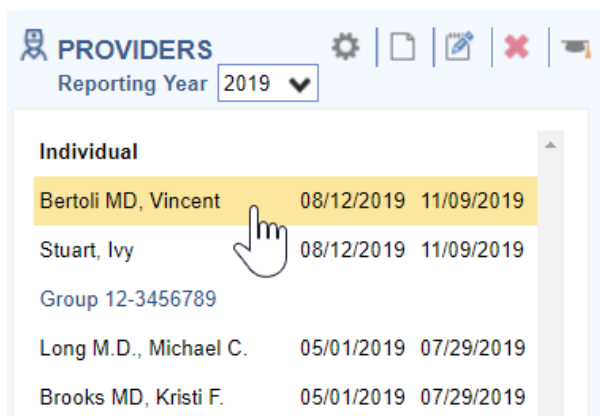 PROVIDERS
Reporting Year 2019
Individual
Bertoli MD, Vincent 08/12/2019 11/09/2019
Stuart, Ivy 08/12/2019 11/09/2019
Group 12-3456789
Long M.D., Michael C. 05/01/2019 07/29/2019
Brooks MD, Kristi F. 05/01/2019 07/29/2019